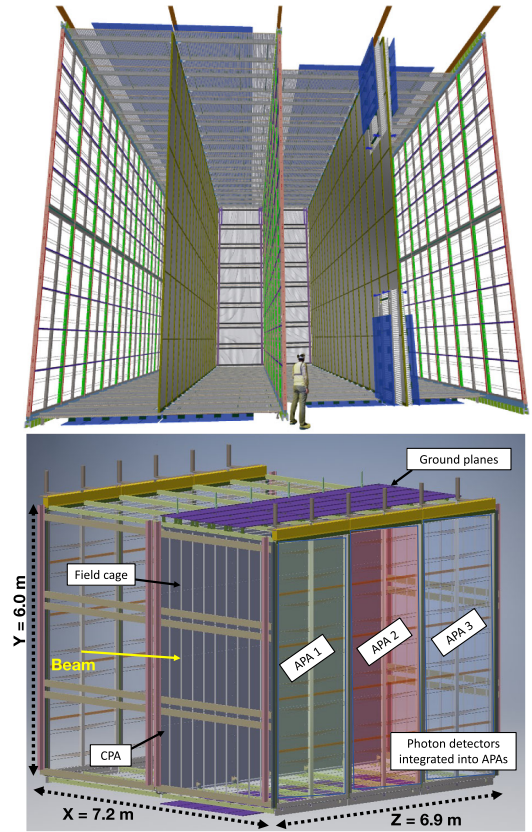 Ground planes
Field cage
Y = 6.0 m
Beam
APA 1
APA 2
APA 3
CPA
Photon detectors
integrated into APAs
X = 7.2 m
Z = 6.9 m